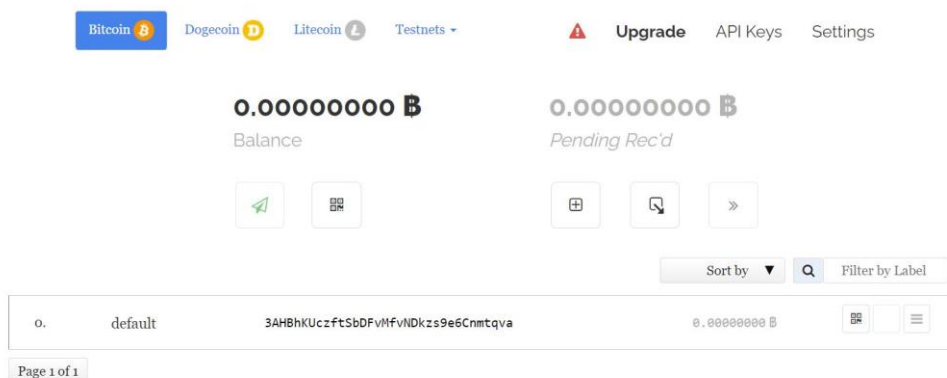 Bitcoin Dogecoin Litecoin Testnets Upgrade API Keys Settings
0.00000000 ฿ 0.00000000 ฿
Balance Pending Rec'd
Sort by ▼ Filter by Label
0. default 3AHBhKUczftSbDFvMfvNDkzs9e6Cnmtqva 0.00000000 ฿
Page 1 of 1